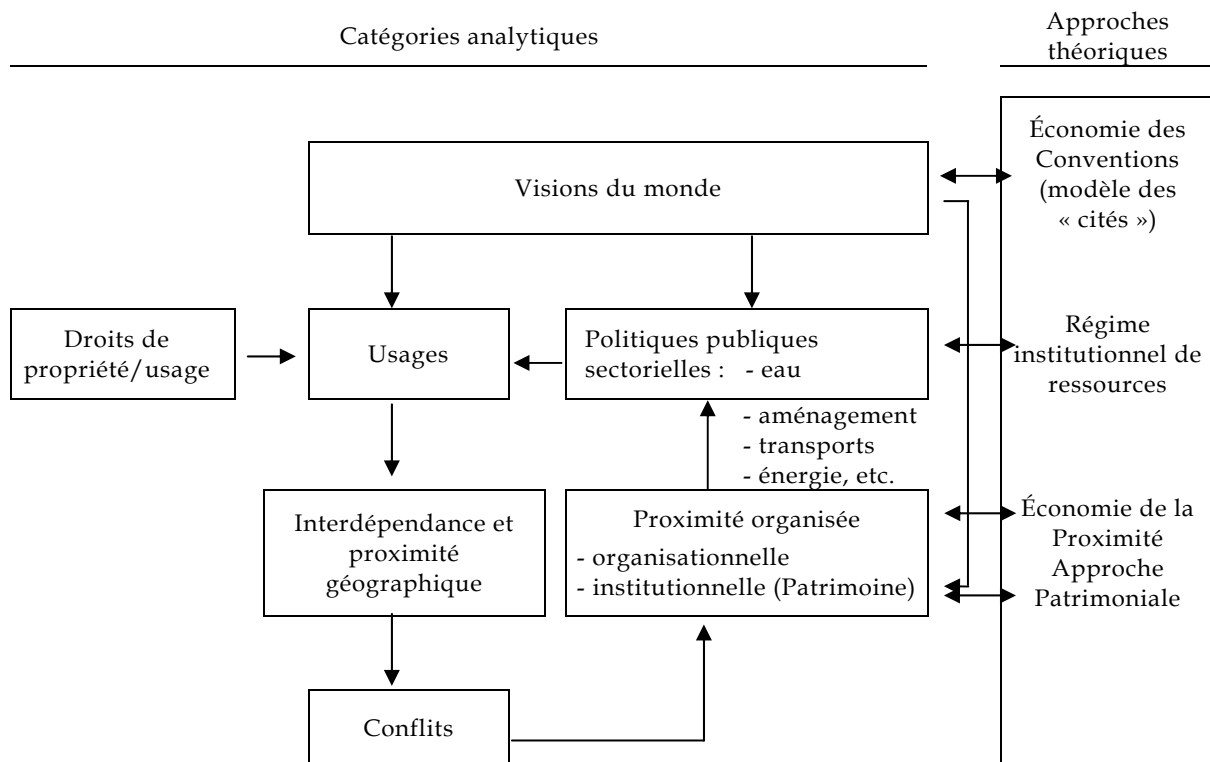 Catégories analytiques
Approches
théoriques
Visions du monde
Économie des
Conventions
(modèle des
« cités »)
Droits de
propriété/usage
Usages
Politiques publiques
sectorielles : - eau
- aménagement
- transports
- énergie, etc.
Régime
institutionnel de
ressources
Interdépendance et
proximité
géographique
Proximité organisée
- organisationnelle
- institutionnelle (Patrimoine)
Économie de la
Proximité
Approche
Patrimoniale
Conflits